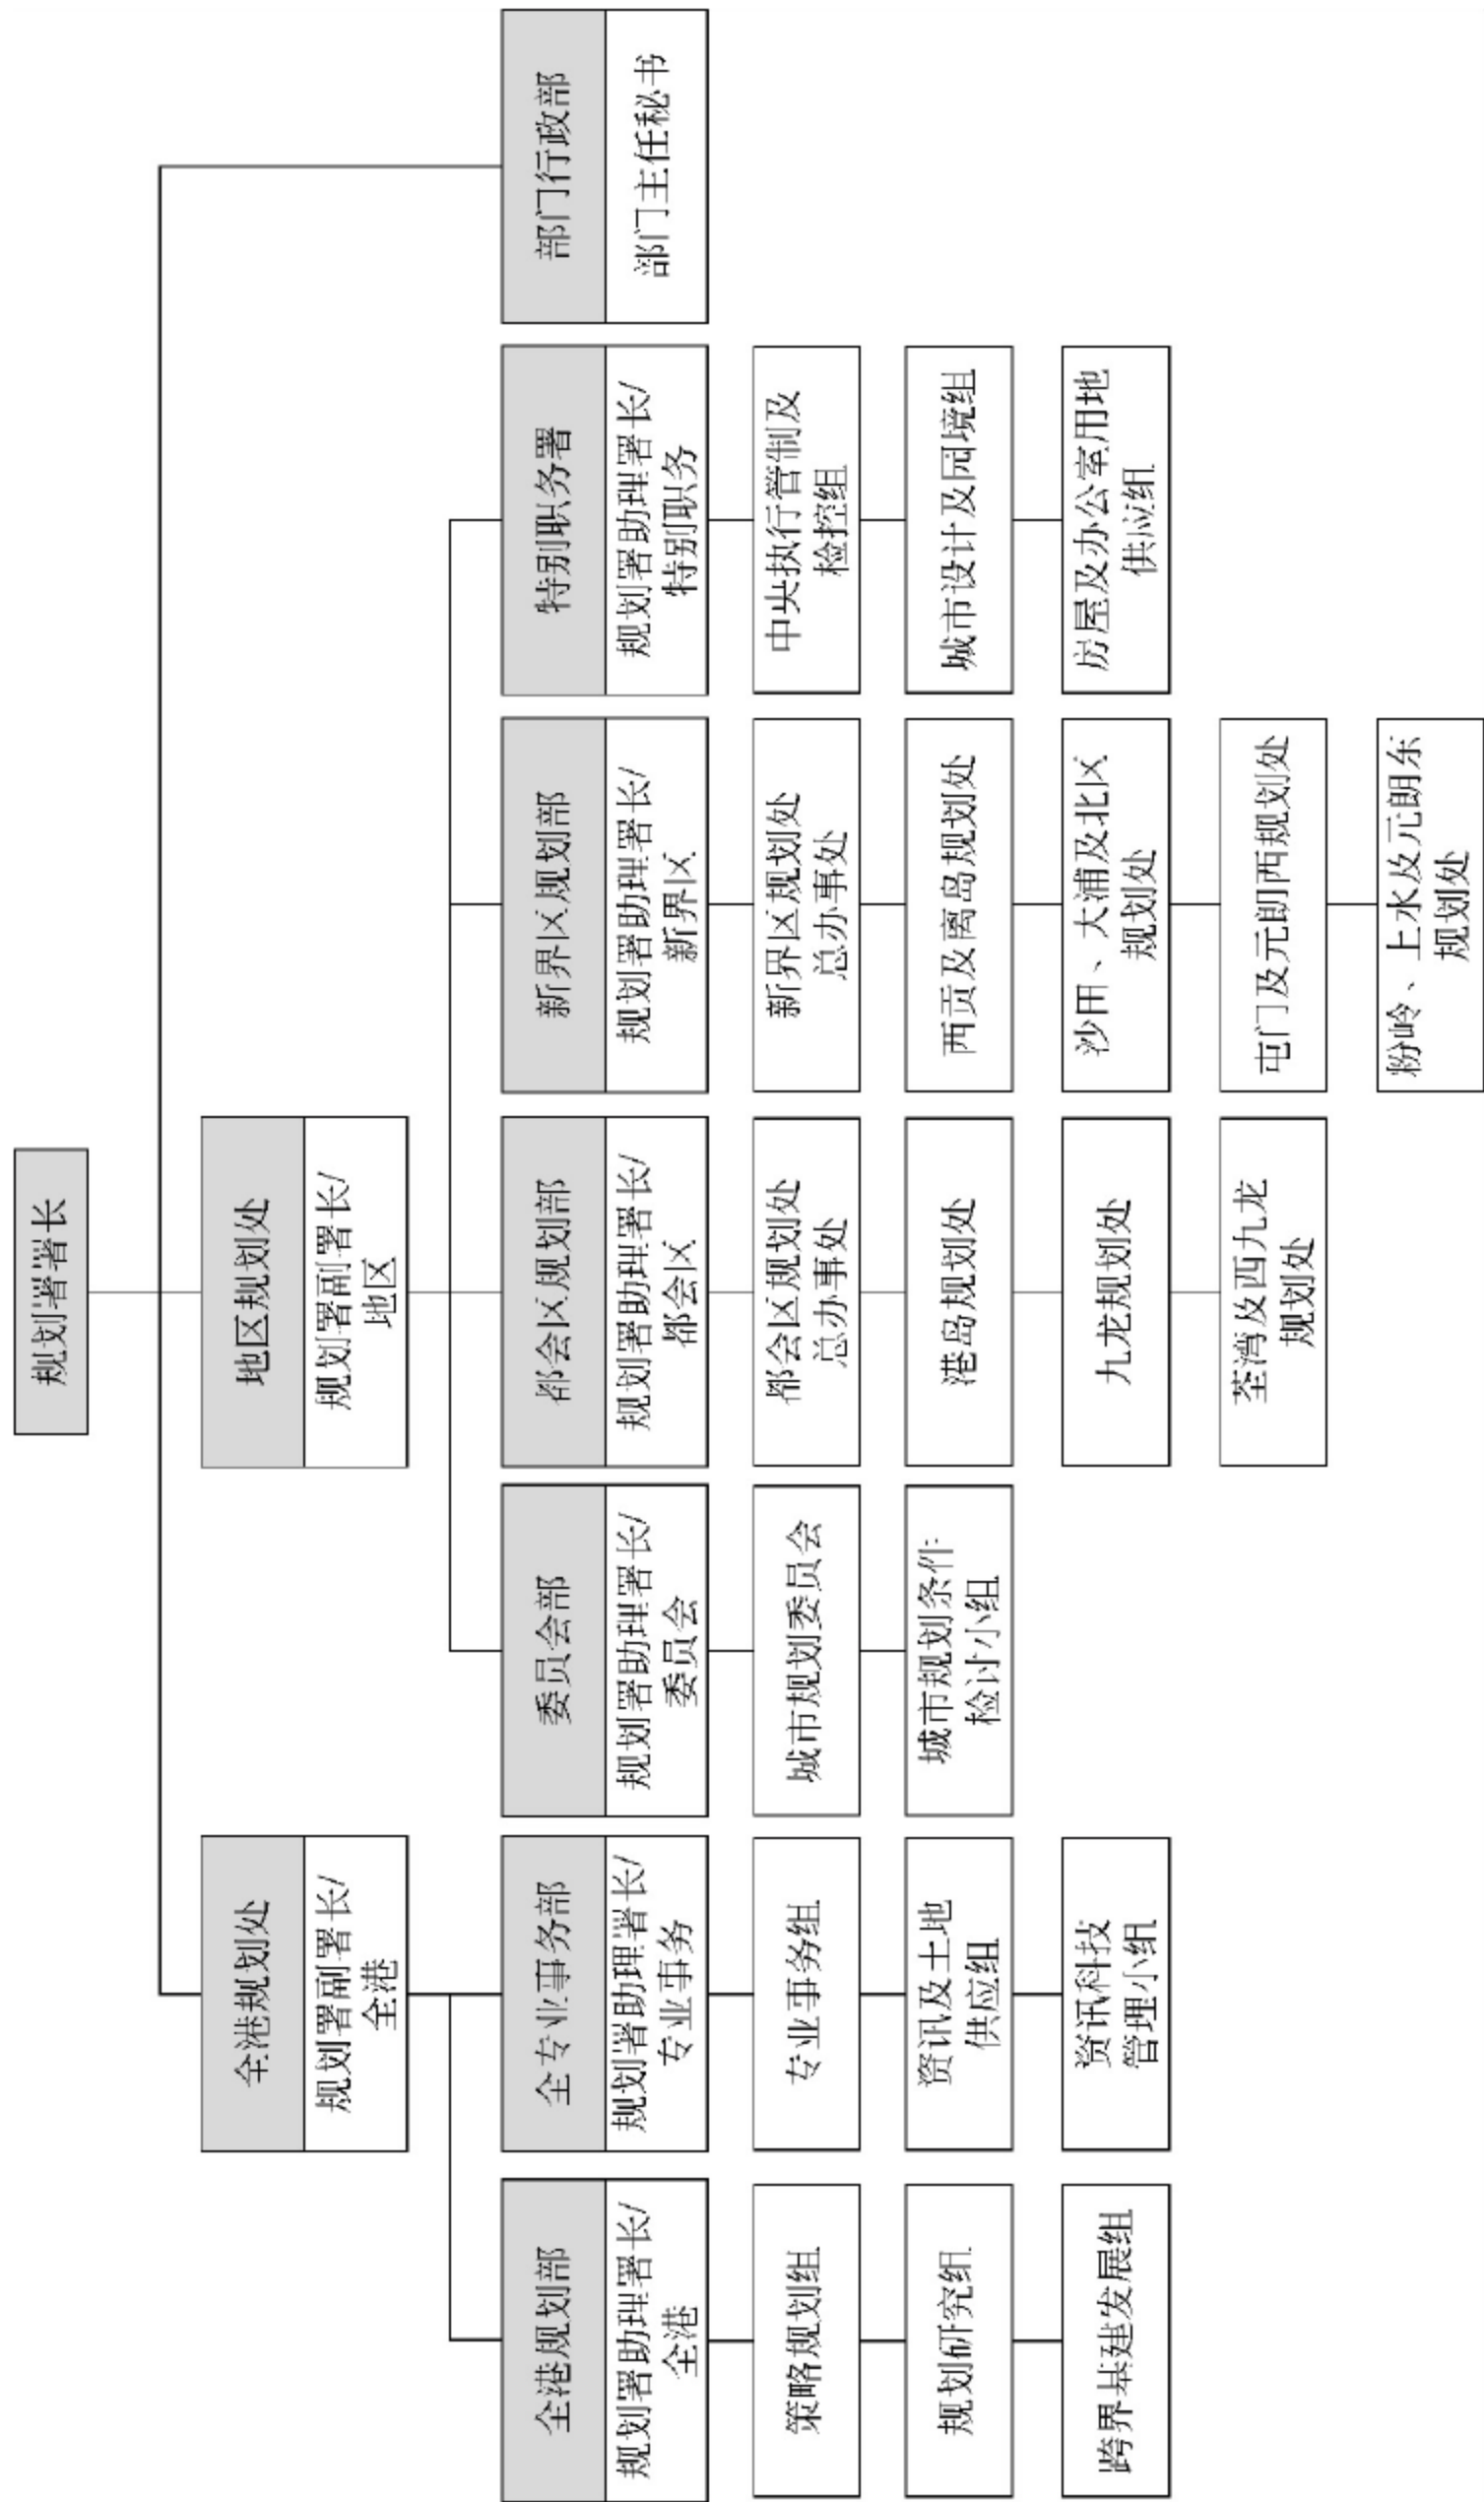 规划署署长
全港规划处
规划署副署长/
全港
地区规划处
规划署副署长/
地区
全港规划部
规划署助理署长/
全港
策略规划组
规划研究组
跨界基建发展组
全专业事务部
规划署助理署长/
专业事务
专业事务组
资讯及土地
供应组
资讯科技
管理小组
委员会部
规划署助理署长/
委员会
城市规划委员会
城市规划条件
检讨小组
都会区规划部
规划署助理署长/
都会区
都会区规划处
总办事处
港岛规划处
九龙规划处
荃湾及西九龙
规划处
新界区规划部
规划署助理署长/
新界区
新界区规划处
总办事处
西贡及离岛规划处
沙田、大浦及北区
规划处
屯门及元朗西规划处
粉岭、上水及元朗东
规划处
特别职务署
规划署助理署长/
特别职务
中央执行管制及
检控组
城市设计及园境组
房屋及办公室用地
供应组
部门行政部
部门主任秘书